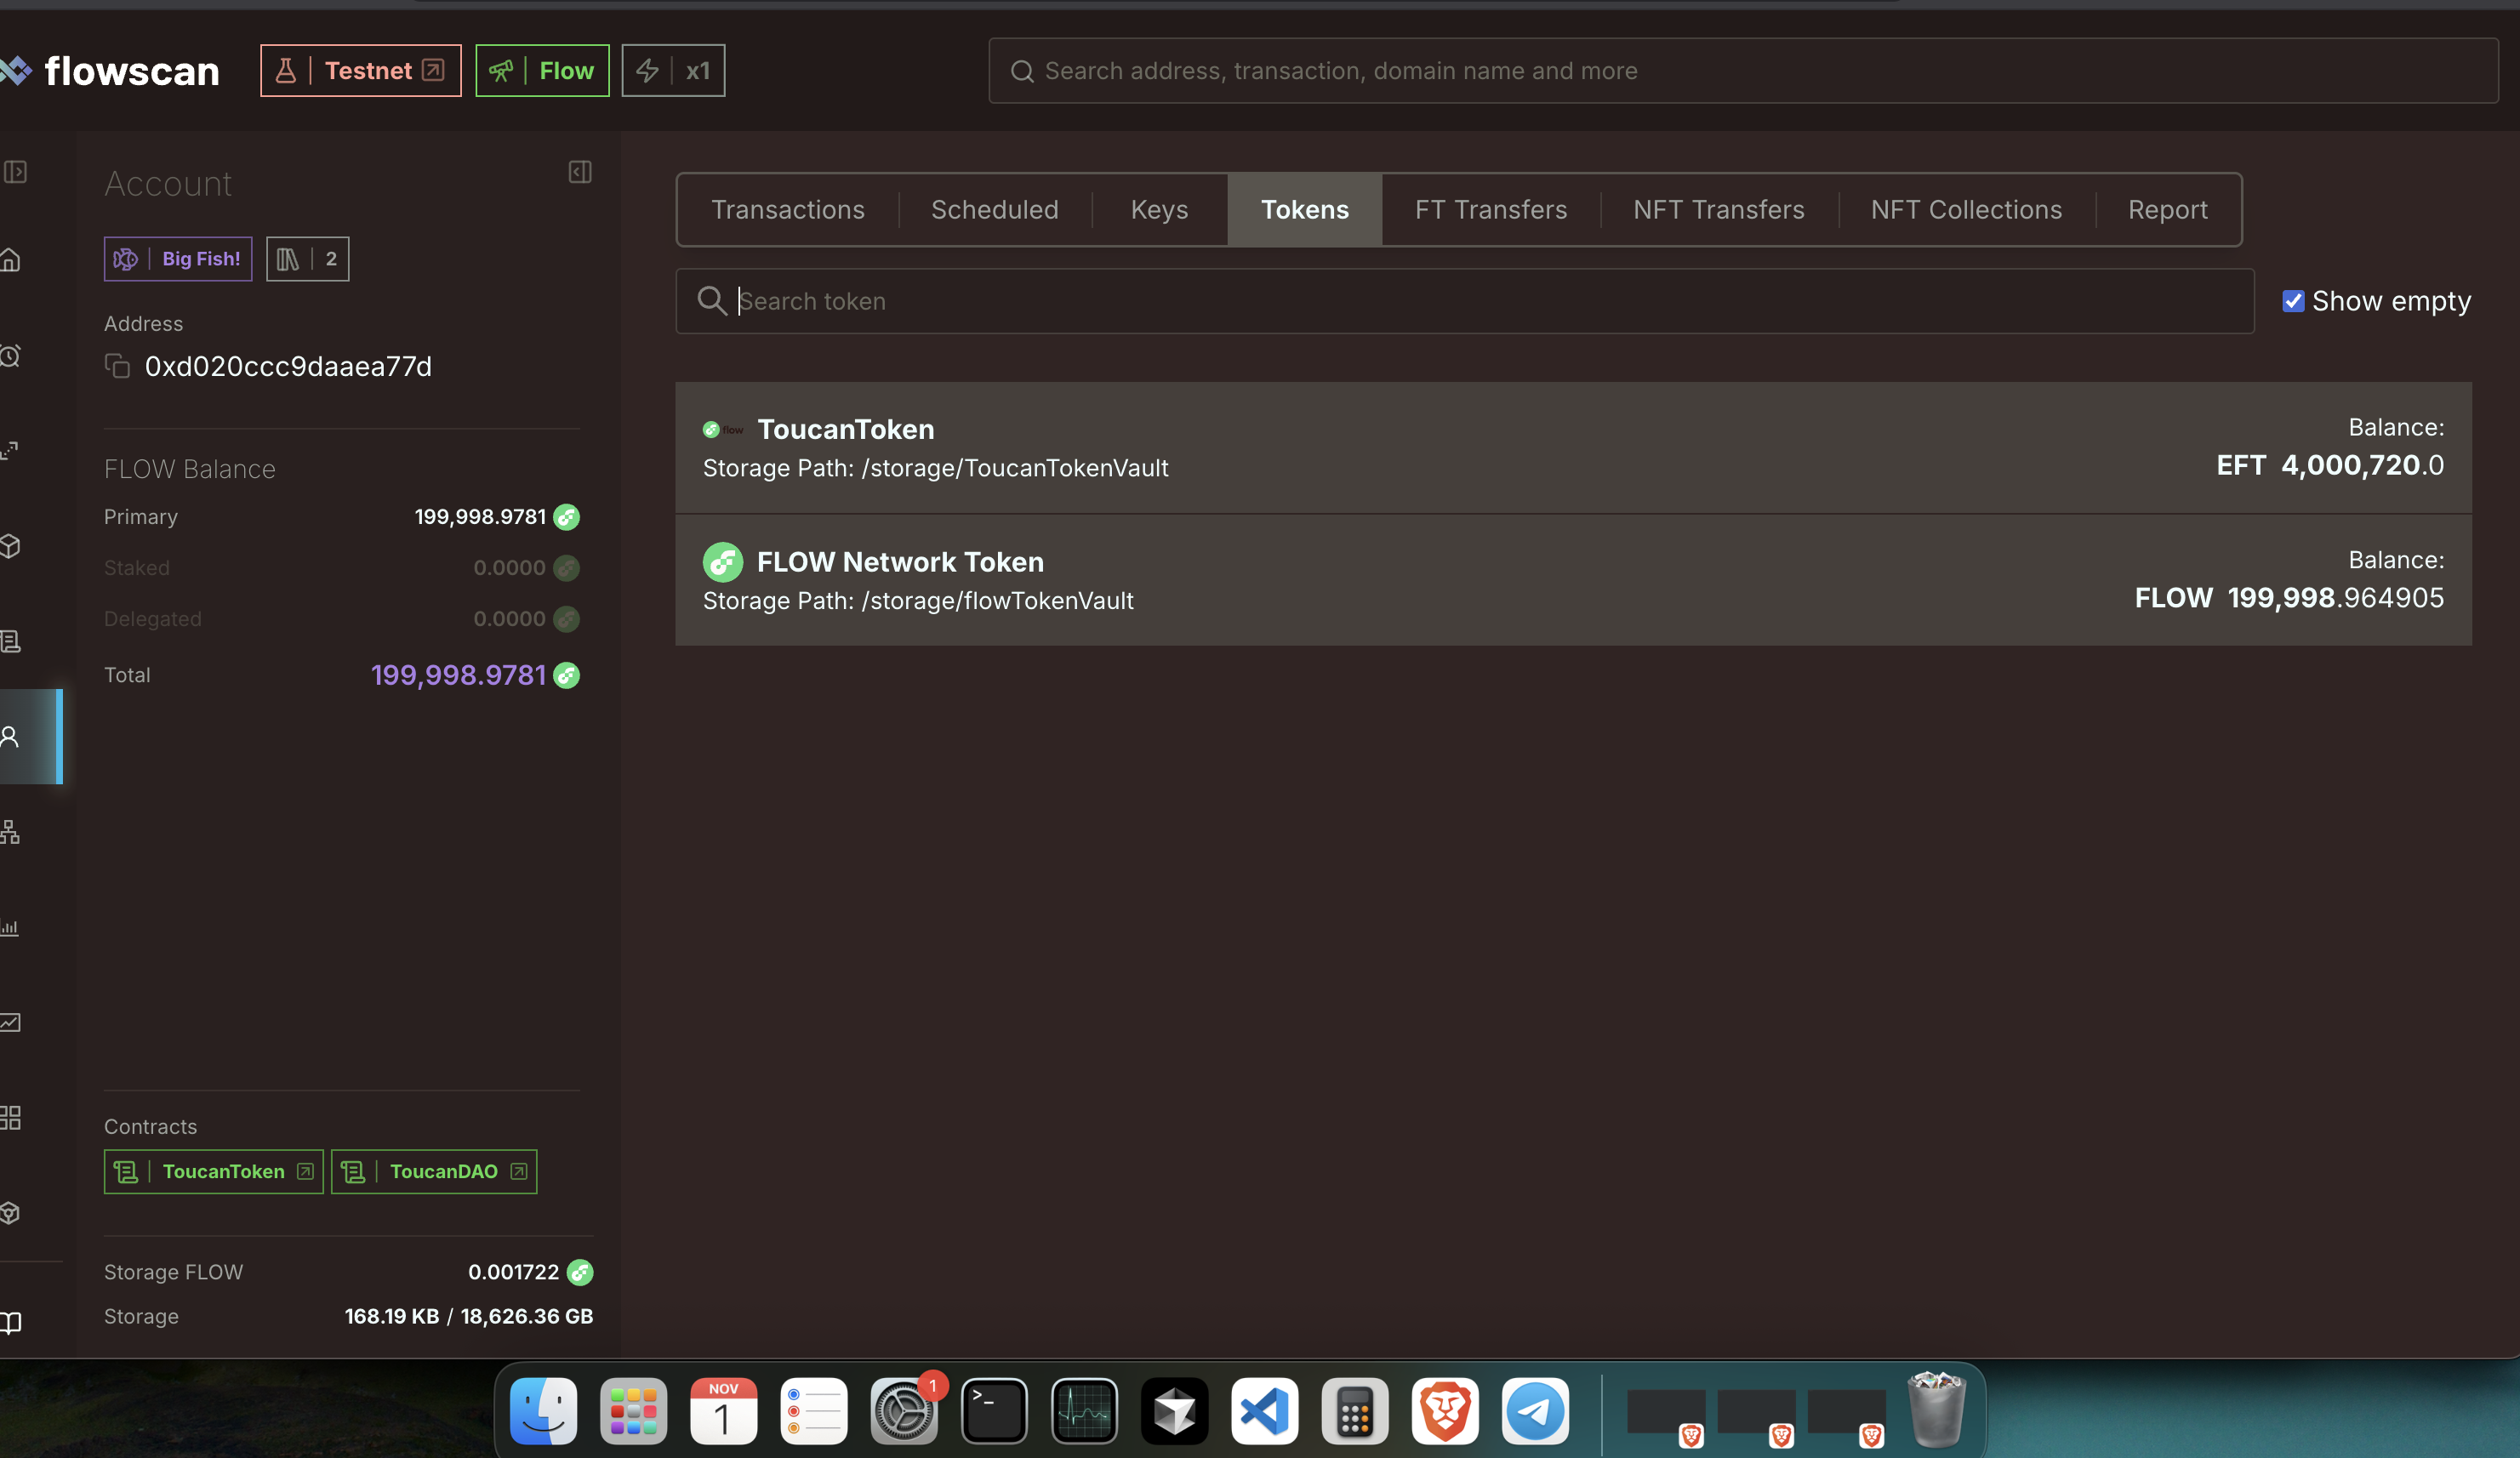 flowscan
Testnet
Flow
x1
Search address, transaction, domain name and more
Account
Big Fish!
2
Address
0xd020ccc9daaea77d
FLOW Balance
Primary 199,998.9781
Staked 0.0000
Delegated 0.0000
Total 199,998.9781
Contracts
ToucanToken
ToucanDAO
Storage FLOW 0.001722
Storage 168.19 KB / 18,626.36 GB
Transactions
Scheduled
Keys
Tokens
FT Transfers
NFT Transfers
NFT Collections
Report
Search token
Show empty
flow
ToucanToken
Storage Path: /storage/ToucanTokenVault
Balance:
EFT 4,000,720.0
FLOW Network Token
Storage Path: /storage/flowTokenVault
Balance:
FLOW 199,998.964905
NOV
1
1
>_